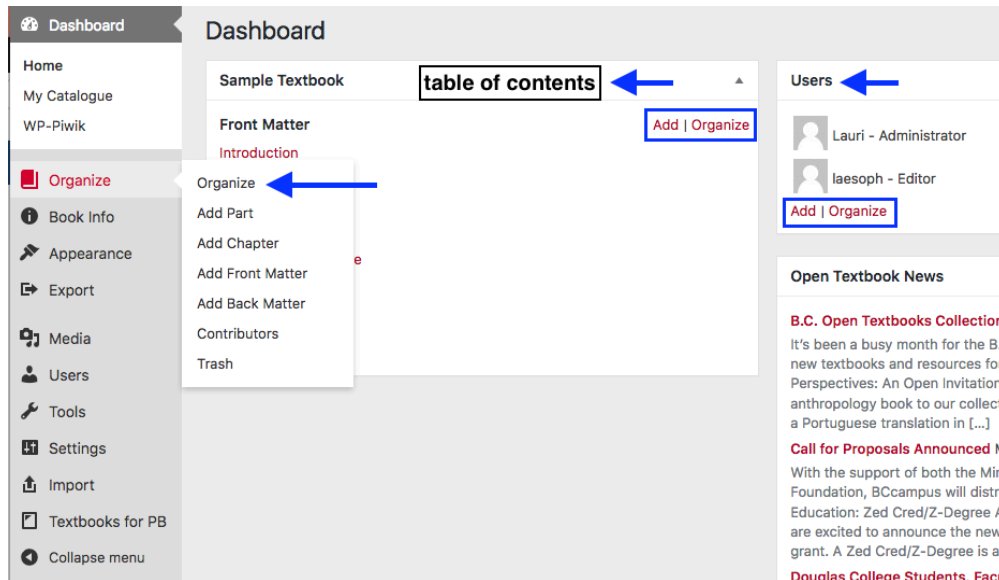 Dashboard
Home
My Catalogue
WP-Piwik
Organize
Book Info
Appearance
Export
Media
Users
Tools
Settings
Import
Textbooks for PB
Collapse menu
Dashboard
Sample Textbook
table of contents
Front Matter
Add | Organize
Introduction
Organize
Add Part
Add Chapter
Add Front Matter
Add Back Matter
Contributors
Trash
Users
Lauri - Administrator
laesoph - Editor
Add | Organize
Open Textbook News
B.C. Open Textbooks Collection
It's been a busy month for the B.
new textbooks and resources for
Perspectives: An Open Invitation
anthropology book to our collect
a Portuguese translation in [...]
Call for Proposals Announced
With the support of both the Min
Foundation, BCcampus will distr
Education: Zed Cred/Z-Degree
are excited to announce the new
grant. A Zed Cred/Z-Degree is a
Douglas College Students, Facu